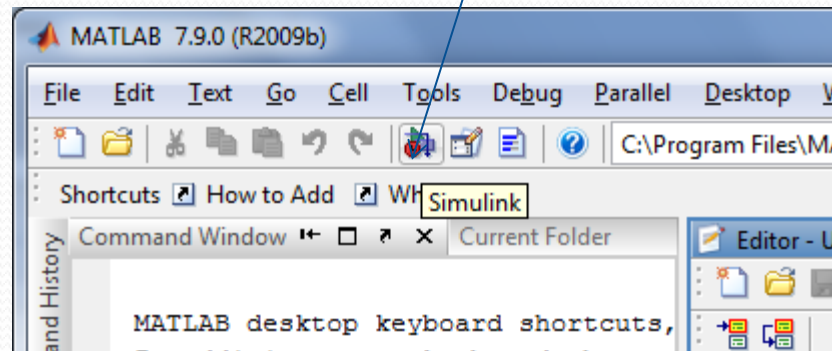 MATLAB 7.9.0 (R2009b)
File Edit Text Go Cell Tools Debug Parallel Desktop
C:\Program Files\MA
Shortcuts How to Add Wh
Simulink
Command Window Current Folder
Editor - U
and History
MATLAB desktop keyboard shortcuts,